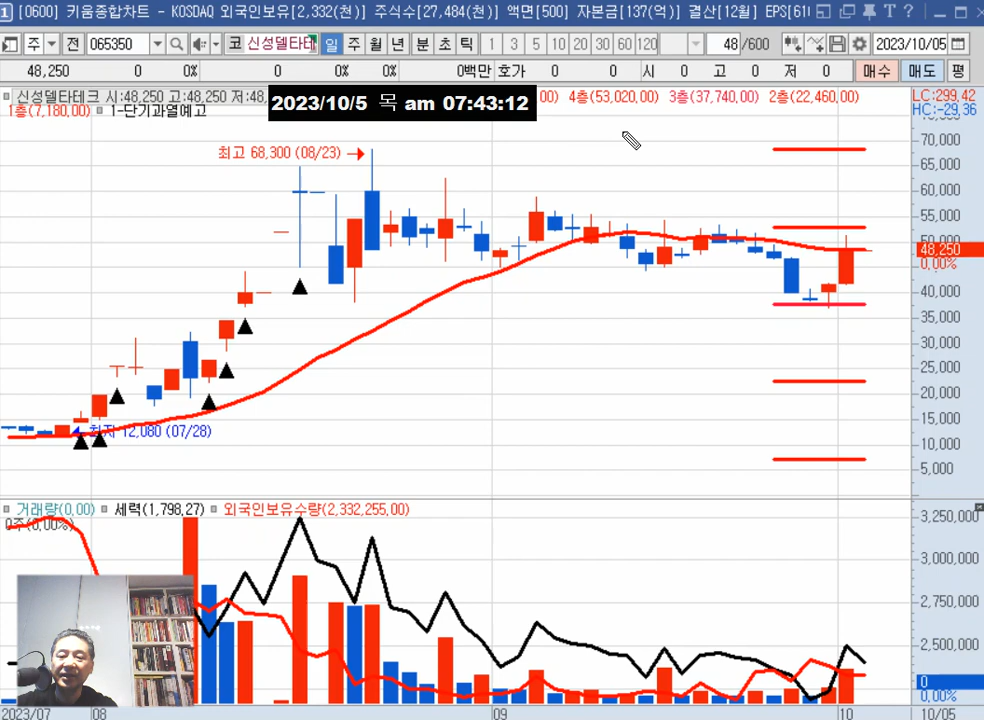 1 [0600] 키움종합차트 - KOSDAQ 외국인보유[2,332(천)] 주식수[27,484(천)] 액면[500] 자본금[137(억)] 결산[12월] EPS[61
주 전 065350 코 신성델타테 일 주 월 년 분 초 틱 1 3 5 10 20 30 60 120 48 /600 2023/10/05
48,250 0 0% 0 0% 0% 0백만 호가 0 0 시 0 고 0 저 0 매수 매도 평
신성델타테크 시:48,250 고:48,250 저:48, 00) 4층(53,020,00) 3층(37,740,00) 2층(22,460,00) LC:299,42
1층(7,180,00) 1-단기과열예고 HC:-29,36
2023/10/5 목 am 07:43:12
70,000
최고 68,300 (08/23)
65,000
60,000
55,000
50,000
48,250
0,00%
40,000
35,000
30,000
25,000
20,000
15,000
최저 12,080 (07/28)
10,000
5,000
거래량(0,00) 세력(1,798,27) 외국인보유수량(2,332,255,00)
0주(0,00%)
3,250,000
3,000,000
2,750,000
2,500,000
0
0,00%
2023/07 08 09 10 10/05